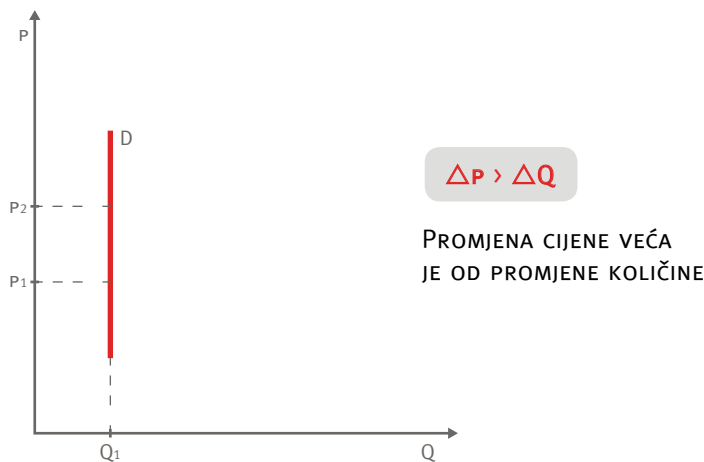 P
D
△P > △Q
P2
PROMJENA CIJENE VEĆA
JE OD PROMJENE KOLIČINE
P1
Q1
Q